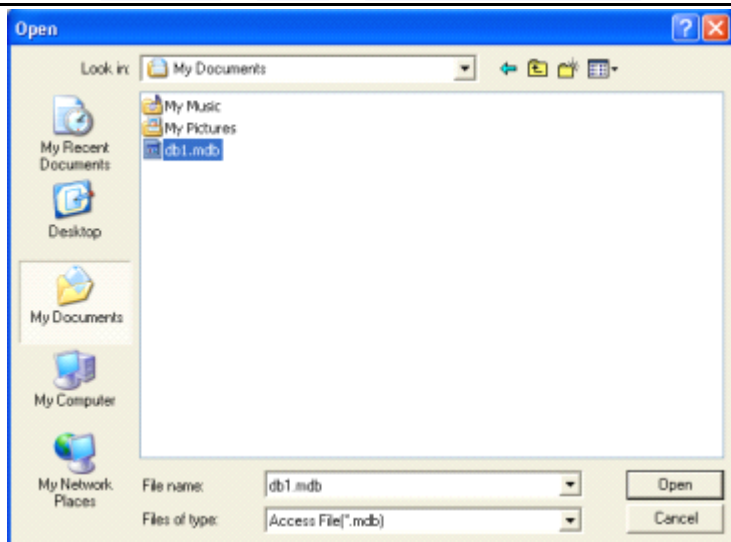 Open
Look in: My Documents
My Music
My Pictures
db1.mdb
My Recent
Documents
Desktop
My Documents
My Computer
My Network
Places
File name: db1.mdb Open
Files of type: Access File(*.mdb) Cancel